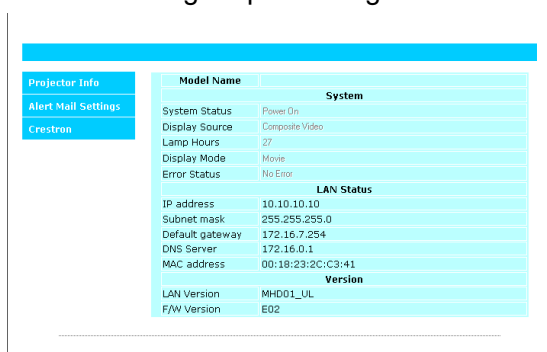 Projector Info
Alert Mail Settings
Crestron
Model Name
System
System Status Power On
Display Source Composite Video
Lamp Hours 27
Display Mode Movie
Error Status No Error
LAN Status
IP address 10.10.10.10
Subnet mask 255.255.255.0
Default gateway 172.16.7.254
DNS Server 172.16.0.1
MAC address 00:18:23:2C:C3:41
Version
LAN Version MHD01_UL
F/W Version E02